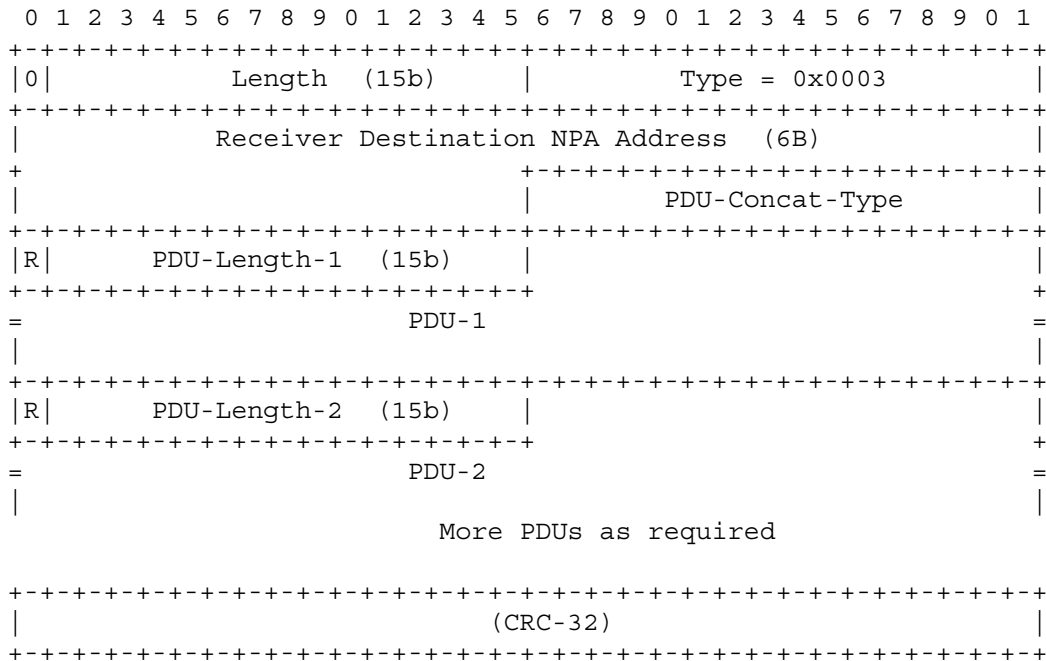 0 1 2 3 4 5 6 7 8 9 0 1 2 3 4 5 6 7 8 9 0 1 2 3 4 5 6 7 8 9 0 1
+-+-+-+-+-+-+-+-+-+-+-+-+-+-+-+-+-+-+-+-+-+-+-+-+-+-+-+-+-+-+-+-+
|0|           Length  (15b)     |         Type = 0x0003         |
+-+-+-+-+-+-+-+-+-+-+-+-+-+-+-+-+-+-+-+-+-+-+-+-+-+-+-+-+-+-+-+-+
|            Receiver Destination NPA Address  (6B)             |
+                               +-+-+-+-+-+-+-+-+-+-+-+-+-+-+-+-+
|                               |        PDU-Concat-Type        |
+-+-+-+-+-+-+-+-+-+-+-+-+-+-+-+-+-+-+-+-+-+-+-+-+-+-+-+-+-+-+-+-+
|R|      PDU-Length-1  (15b)    |                               |
+-+-+-+-+-+-+-+-+-+-+-+-+-+-+-+-+                               +
=                        PDU-1                                  =
|                                                               |
+-+-+-+-+-+-+-+-+-+-+-+-+-+-+-+-+-+-+-+-+-+-+-+-+-+-+-+-+-+-+-+-+
|R|      PDU-Length-2  (15b)    |                               |
+-+-+-+-+-+-+-+-+-+-+-+-+-+-+-+-+                               +
=                        PDU-2                                  =
|                                                               |
                          More PDUs as required

+-+-+-+-+-+-+-+-+-+-+-+-+-+-+-+-+-+-+-+-+-+-+-+-+-+-+-+-+-+-+-+-+
|                             (CRC-32)                          |
+-+-+-+-+-+-+-+-+-+-+-+-+-+-+-+-+-+-+-+-+-+-+-+-+-+-+-+-+-+-+-+-+